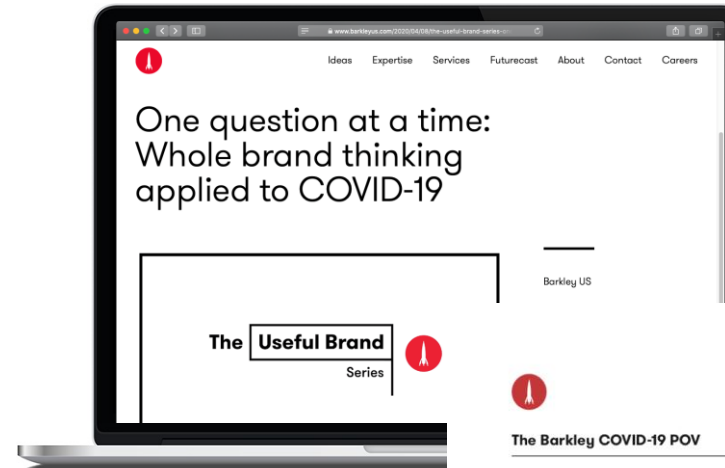 www.barkleyus.com/2020/04/08/the-useful-brand-series-
Ideas Expertise Services Futurecast About Contact Careers
One question at a time:
Whole brand thinking
applied to COVID-19
Barkley US
The Useful Brand
Series
The Barkley COVID-19 POV